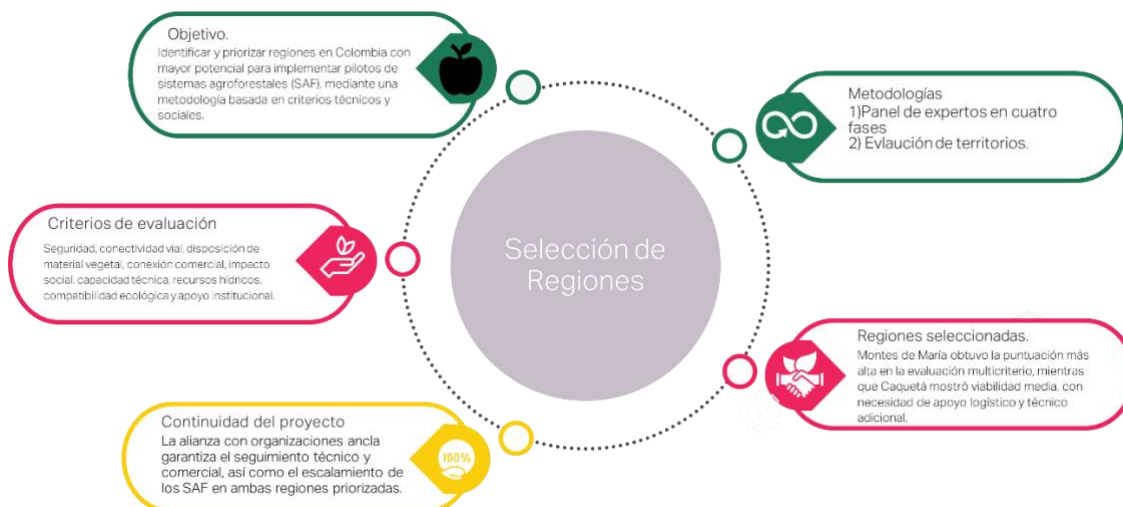 Objetivo.
Identificar y priorizar regiones en Colombia con
mayor potencial para implementar pilotos de
sistemas agroforestales (SAF), mediante una
metodología basada en criterios técnicos y
sociales.
Metodologías
1)Panel de expertos en cuatro
fases
2) Evlaución de territorios.
Criterios de evaluación
Seguridad, conectividad vial, disposición de
material vegetal, conexión comercial, impacto
social, capacidad técnica, recursos hídricos,
compatibilidad ecológica y apoyo institucional.
Selección de
Regiones
Regiones seleccionadas.
Montes de María obtuvo la puntuación más
alta en la evaluación multicriterio, mientras
que Caquetá mostró viabilidad media, con
necesidad de apoyo logístico y técnico
adicional.
Continuidad del proyecto
La alianza con organizaciones ancla
garantiza el seguimiento técnico y
comercial, así como el escalamiento de
los SAF en ambas regiones priorizadas.
100%